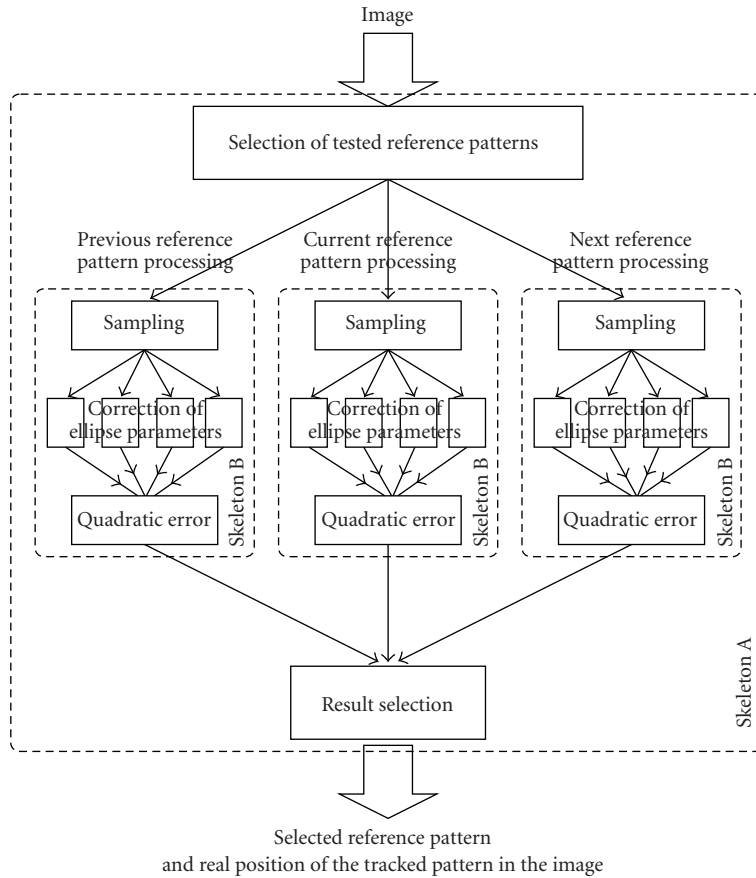 Image
Selection of tested reference patterns
Previous reference
pattern processing
Current reference
pattern processing
Next reference
pattern processing
Sampling
Sampling
Sampling
Correction of
ellipse parameters
Correction of
ellipse parameters
Correction of
ellipse parameters
Quadratic error
Skeleton B
Quadratic error
Skeleton B
Quadratic error
Skeleton B
Result selection
Skeleton A
Selected reference pattern
and real position of the tracked pattern in the image